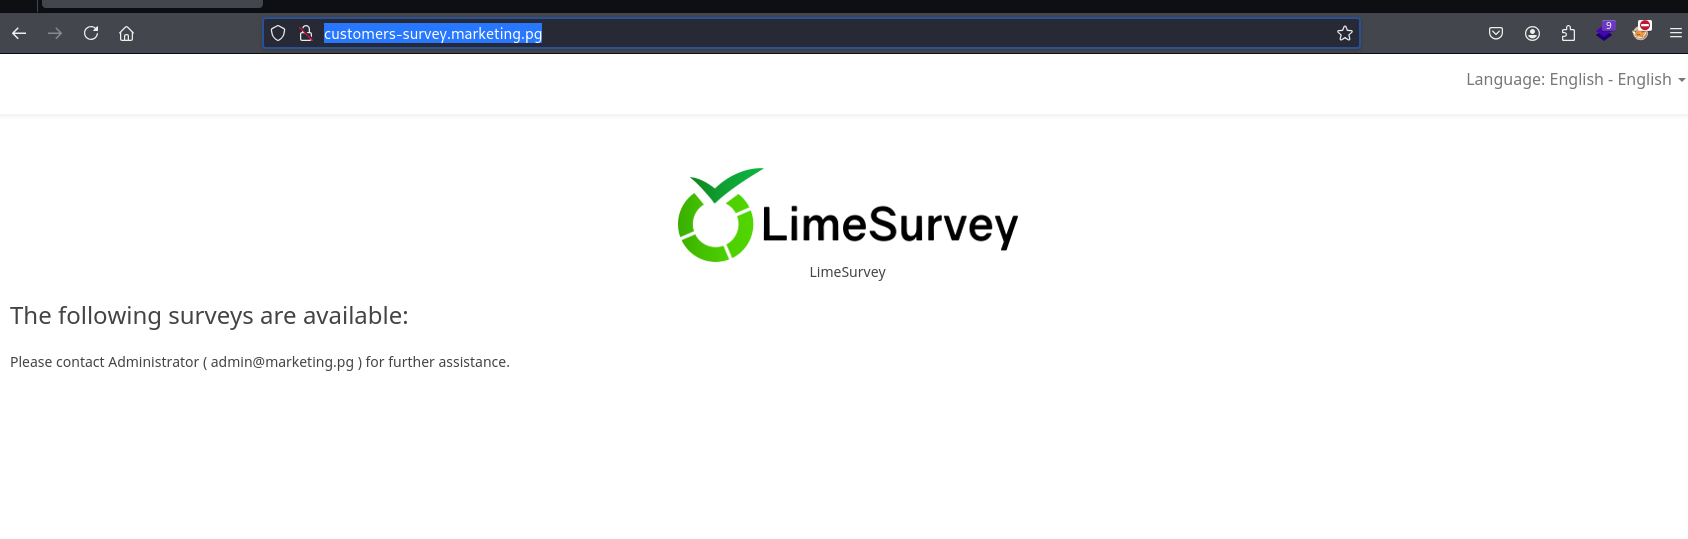 customers-survey.marketing.pg
9
Language: English - English
LimeSurvey
LimeSurvey
The following surveys are available:
Please contact Administrator ( admin@marketing.pg ) for further assistance.